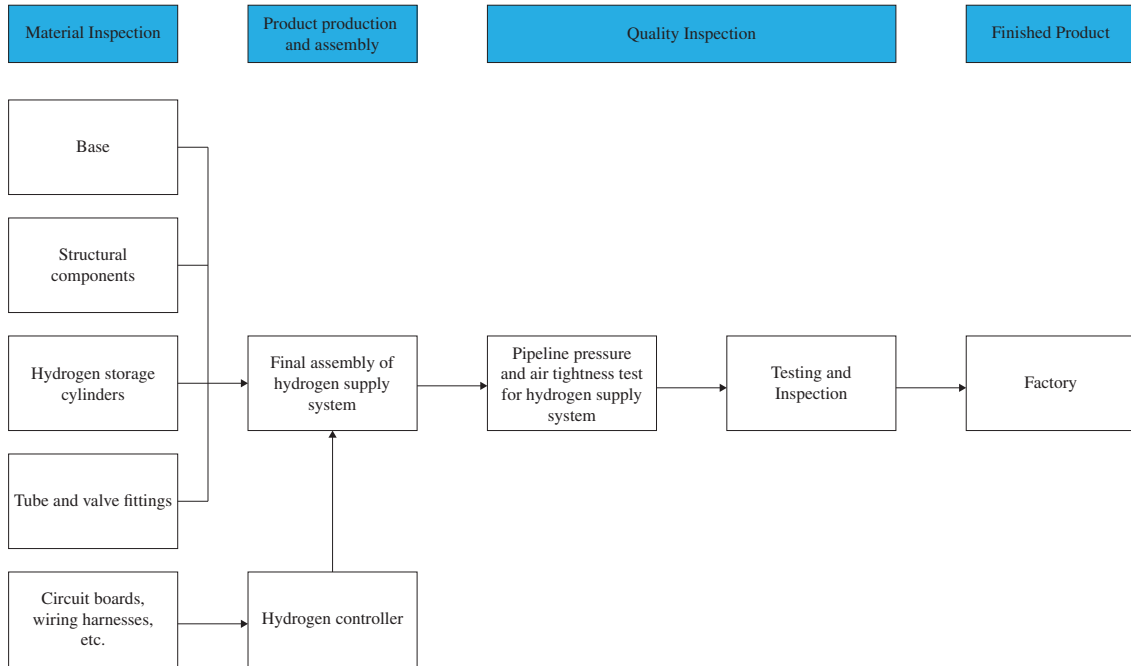 Material Inspection
Product production
and assembly
Quality Inspection
Finished Product
Base
Structural
components
Hydrogen storage
cylinders
Final assembly of
hydrogen supply
system
Pipeline pressure
and air tightness test
for hydrogen supply
system
Testing and
Inspection
Factory
Tube and valve fittings
Circuit boards,
wiring harnesses,
etc.
Hydrogen controller